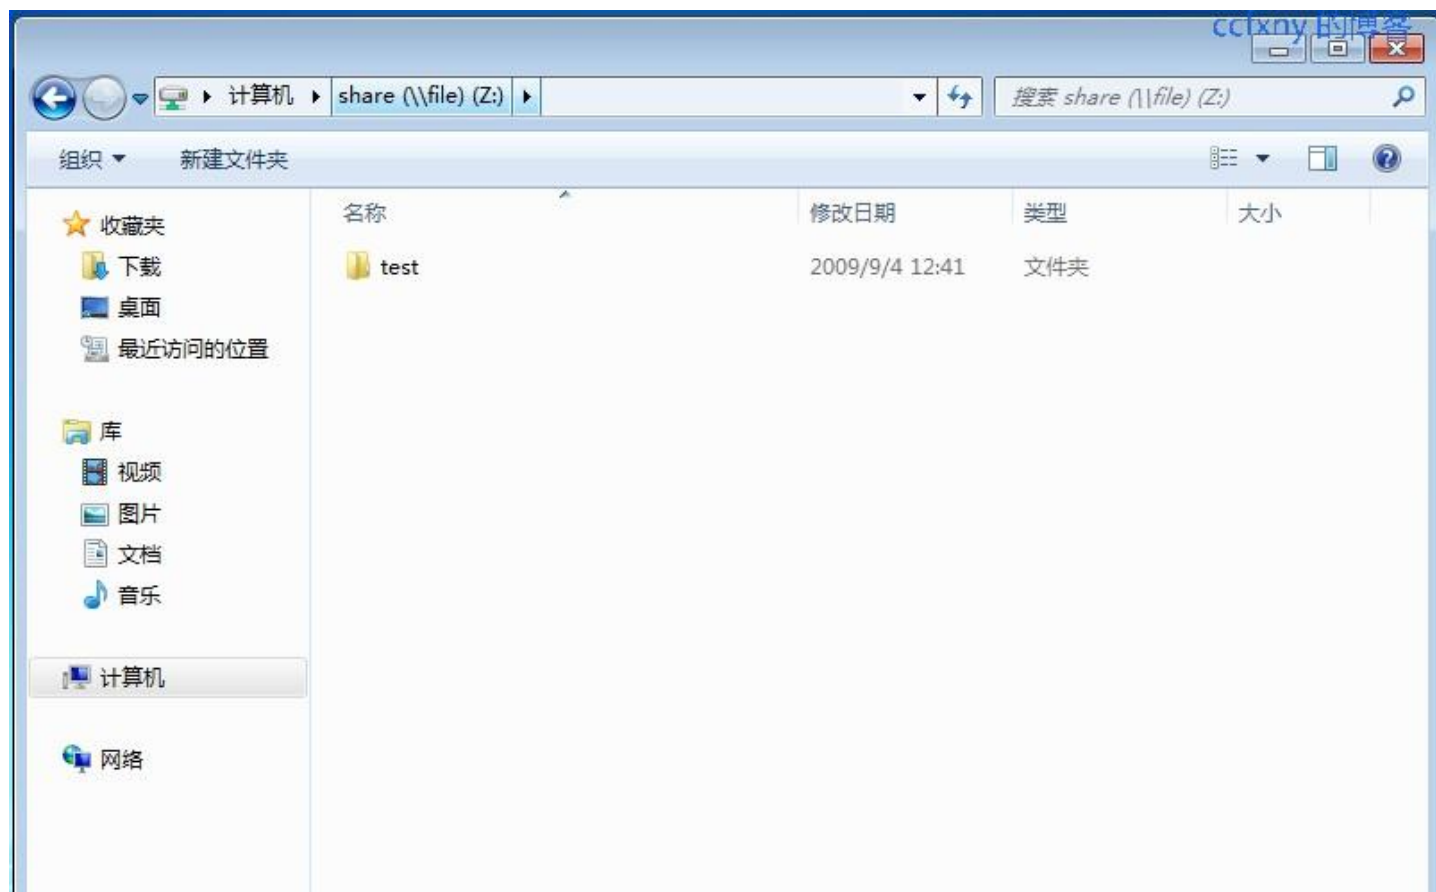 ccfxny 的博客
计算机 share (\\file) (Z:)
搜索 share (\\file) (Z:)
组织 新建文件夹
名称 修改日期 类型 大小
test 2009/9/4 12:41 文件夹
收藏夹
下载
桌面
最近访问的位置
库
视频
图片
文档
音乐
计算机
网络